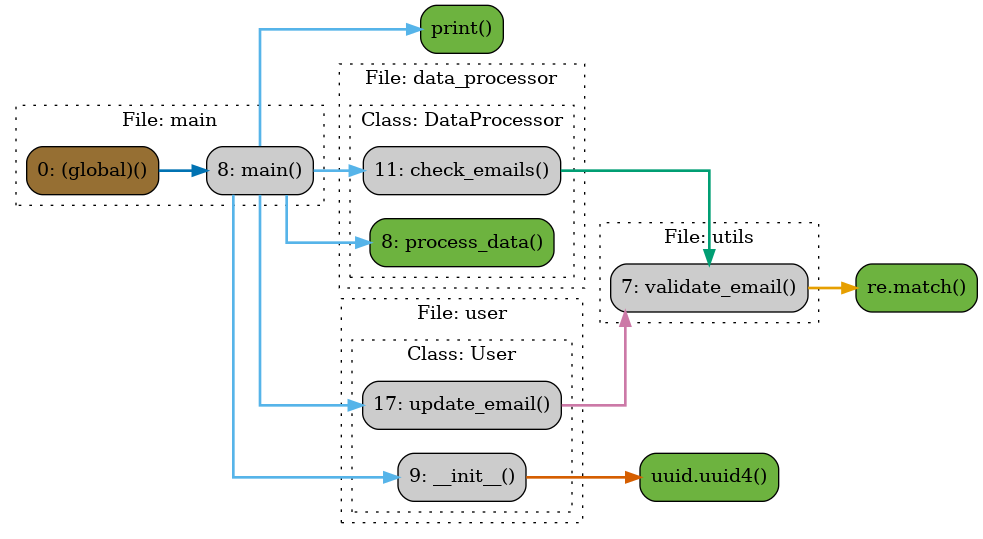 print()
File: data_processor
File: main
Class: DataProcessor
0: (global)()
8: main()
11: check_emails()
8: process_data()
File: utils
7: validate_email()
re.match()
File: user
Class: User
17: update_email()
9: __init__()
uuid.uuid4()